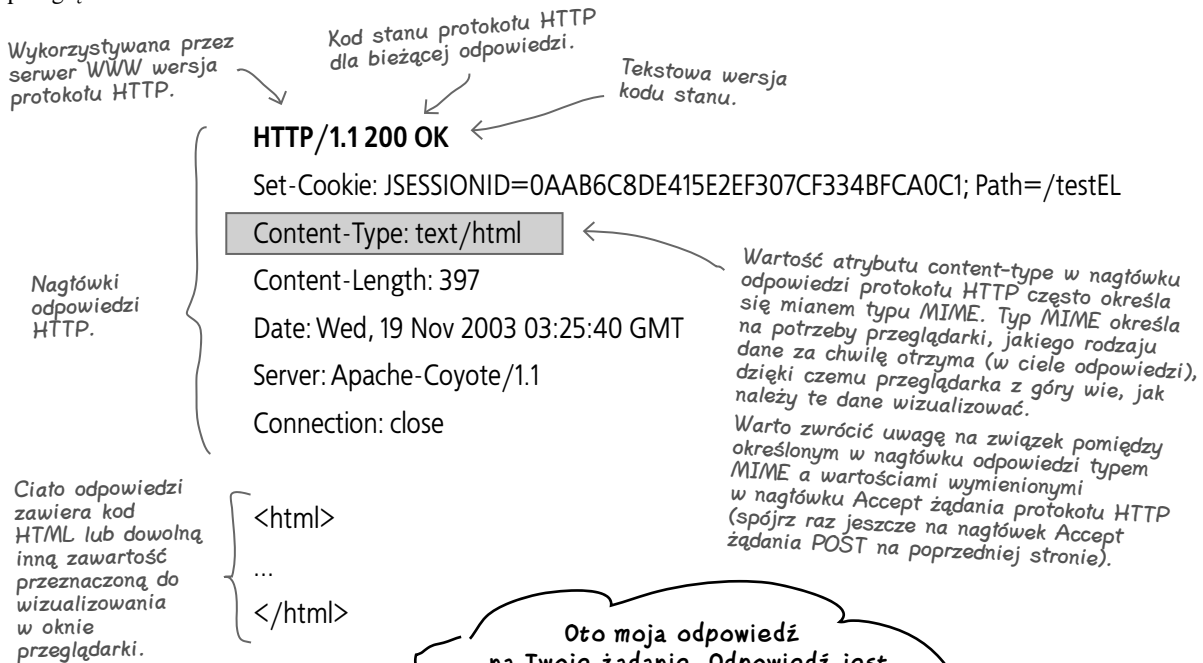 Wykorzystywana przez
serwer WWW wersja
protokołu HTTP.
Kod stanu protokołu HTTP
dla bieżącej odpowiedzi.
Tekstowa wersja
kodu stanu.
HTTP/1.1 200 OK
Set-Cookie: JSESSIONID=0AAB6C8DE415E2EF307CF334BFCA0C1; Path=/testEL
Content-Type: text/html
Content-Length: 397
Date: Wed, 19 Nov 2003 03:25:40 GMT
Server: Apache-Coyote/1.1
Connection: close
Nagłówki
odpowiedzi
HTTP.
Wartość atrybutu content-type w nagłówku
odpowiedzi protokołu HTTP często określa
się mianem typu MIME. Typ MIME określa
na potrzeby przeglądarki, jakiego rodzaju
dane za chwilę otrzyma (w ciele odpowiedzi),
dzięki czemu przeglądarka z góry wie, jak
należy te dane wizualizować.
Warto zwrócić uwagę na związek pomiędzy
określonym w nagłówku odpowiedzi typem
MIME a wartościami wymienionymi
w nagłówku Accept żądania protokołu HTTP
(spójrz raz jeszcze na nagłówek Accept
żądania POST na poprzedniej stronie).
Ciało odpowiedzi
zawiera kod
HTML lub dowolną
inną zawartość
przeznaczoną do
wizualizowania
w oknie
przeglądarki.
<html>
...
</html>
Oto moja odpowiedź
na Twoje żądanie. Odpowiedź jest